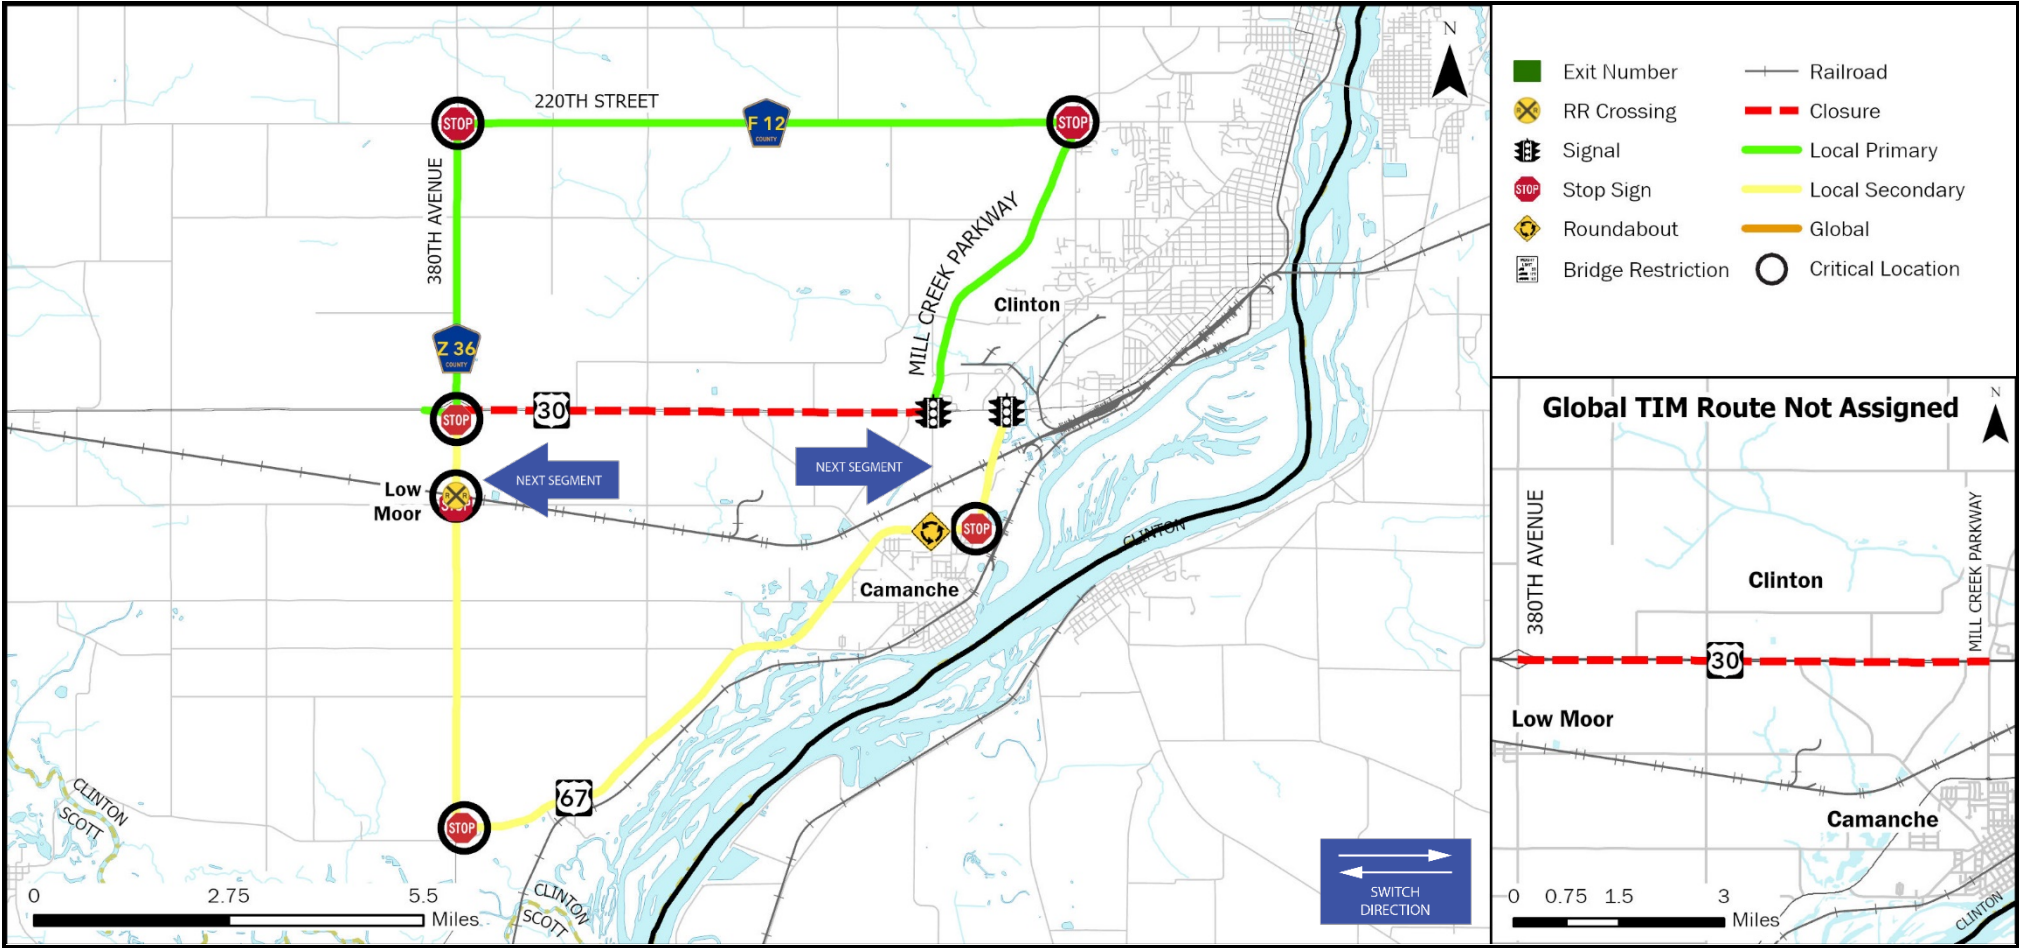 220TH STREET
F 12
COUNTY
STOP
STOP
N
380TH AVENUE
MILL CREEK PARKWAY
Clinton
Z 36
COUNTY
STOP
30
NEXT SEGMENT
NEXT SEGMENT
Low
Moor
R R
STOP
STOP
CLINTON
Camanche
67
STOP
CLINTON
SCOTT
CLINTON
SCOTT
0 2.75 5.5
Miles
SWITCH
DIRECTION
Exit Number
RR Crossing
Signal
STOP Stop Sign
Roundabout
Bridge Restriction
Railroad
Closure
Local Primary
Local Secondary
Global
Critical Location
Global TIM Route Not Assigned
N
380TH AVENUE
MILL CREEK PARKWAY
Clinton
30
Low Moor
Camanche
0 0.75 1.5 3
Miles
CLINTON